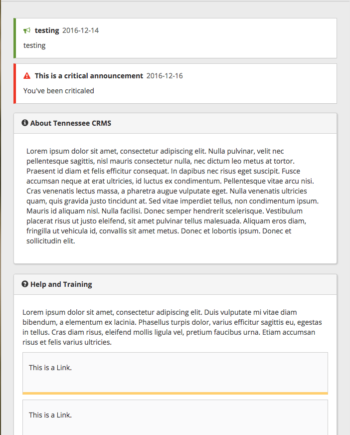 testing 2016-12-14
testing
This is a critical announcement 2016-12-16
You've been criticaled
About Tennessee CRMS
Lorem ipsum dolor sit amet, consectetur adipiscing elit. Nulla pulvinar, velit nec
pellentesque sagittis, nisl mauris consectetur nulla, nec dictum leo metus at tortor.
Praesent id diam et felis efficitur consequat. In dapibus nec risus eget suscipit. Fusce
accumsan neque at erat ultricies, id luctus ex condimentum. Pellentesque vitae arcu nisi.
Cras venenatis lectus massa, a pharetra augue vulputate eget. Nulla venenatis ultricies
quam, quis gravida justo tincidunt at. Sed vitae imperdiet tellus, non condimentum ipsum.
Mauris id aliquam nisl. Nulla facilisi. Donec semper hendrerit scelerisque. Vestibulum
placerat risus ut justo eleifend, sit amet pulvinar tellus malesuada. Aliquam eros diam,
fringilla ut vehicula id, convallis sit amet metus. Donec et lobortis ipsum. Donec et
sollicitudin elit.
Help and Training
Lorem ipsum dolor sit amet, consectetur adipiscing elit. Duis vulputate mi vitae diam
bibendum, a elementum ex lacinia. Phasellus turpis dolor, varius efficitur sagittis eu, egestas
in tellus. Cras diam risus, eleifend mollis ligula vel, pretium faucibus urna. Etiam accumsan
risus et felis varius ultricies.
This is a Link.
This is a Link.